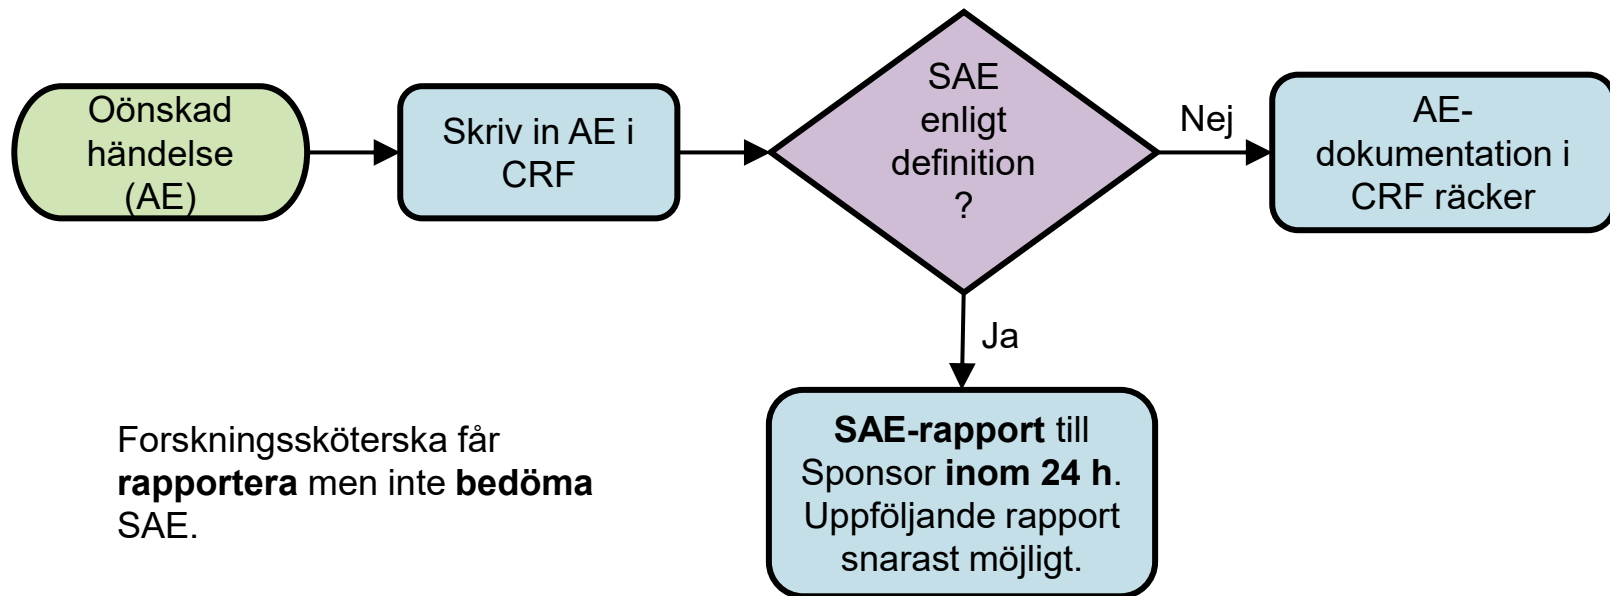 Oönskad
händelse
(AE)
Skriv in AE i
CRF
SAE
enligt
definition
?
Nej
AE-
dokumentation i
CRF räcker
Ja
SAE-rapport till
Sponsor inom 24 h.
Uppföljande rapport
snarast möjligt.
Forskningssköterska får
rapportera men inte bedöma
SAE.